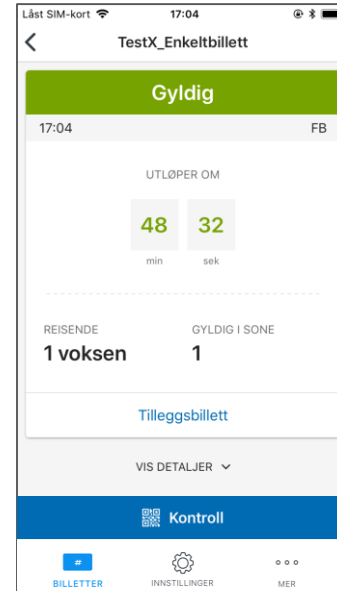 Låst SIM-kort 17:04
TestX_Enkeltbillett
Gyldig
17:04 FB
UTLØPER OM
48 32
min sek
REISENDE GYLDIG I SONE
1 voksen 1
Tilleggsbillett
VIS DETALJER
Kontroll
#
BILLETTER INNSTILLINGER MER